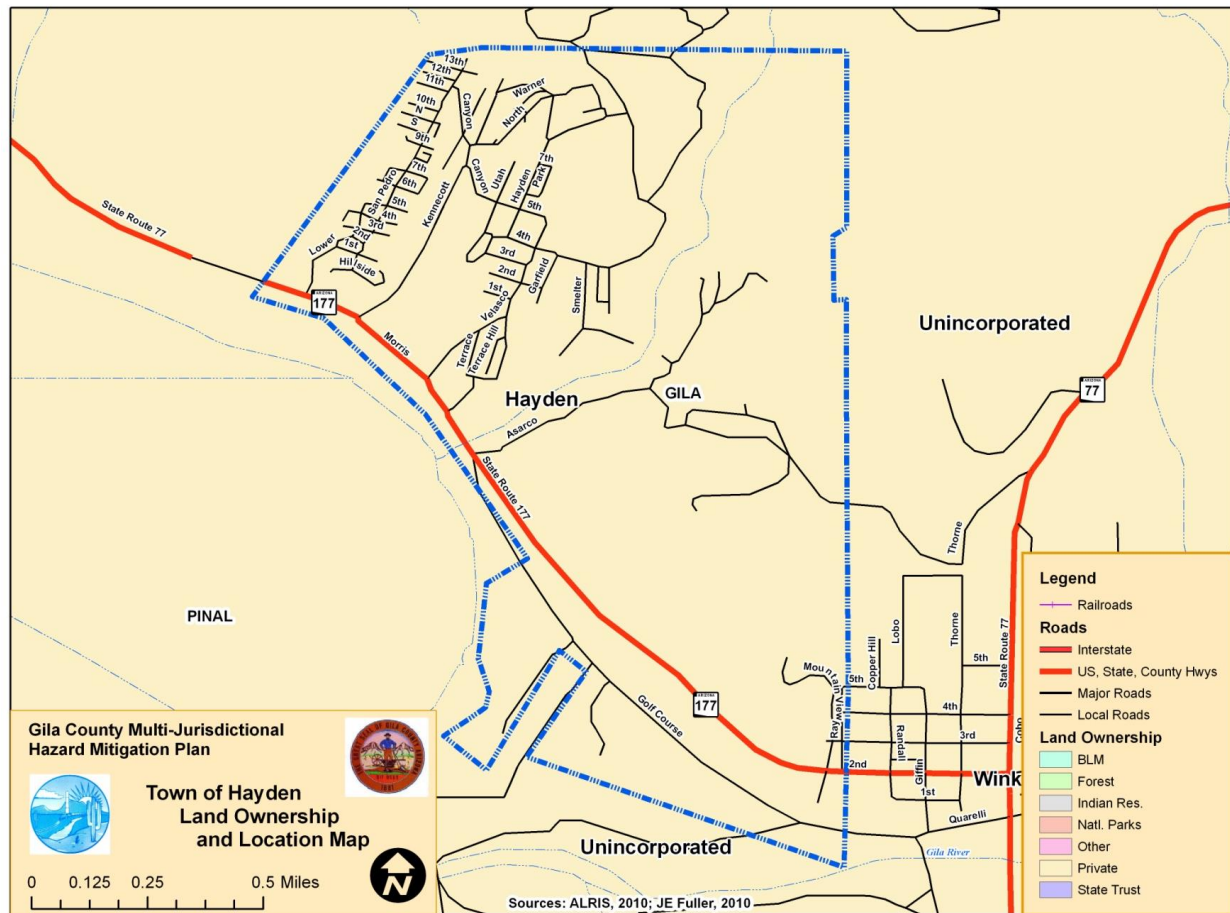 13th
12th
11th
10th
N
S
9th
7th
6th
5th
4th
3rd
2nd
1st
San Pedro
Lower
Hillside
Canyon
Warner
North
Canyon
Utah
Hayden
Park
7th
5th
4th
3rd
2nd
1st
Kennecott
Garfield
Velasco
Smelter
Terrace
Terrace Hill
State Route 77
ARIZONA
177
Morris
Hayden
GILA
Asarco
State Route 177
Unincorporated
ARIZONA
77
Thorne
PINAL
Mountain View
Ray
5th
Copper Hill
Lobo
Thorne
5th
State Route 77
4th
3rd
Randall
Giffin
2nd
1st
Wink
Quarelli
Golf Course
ARIZONA
177
Unincorporated
Gila River
Legend
Railroads
Roads
Interstate
US, State, County Hwys
Major Roads
Local Roads
Land Ownership
BLM
Forest
Indian Res.
Natl. Parks
Other
Private
State Trust
Gila County Multi-Jurisdictional
Hazard Mitigation Plan
Town of Hayden
Land Ownership
and Location Map
0 0.125 0.25 0.5 Miles
N
Sources: ALRIS, 2010; JE Fuller, 2010